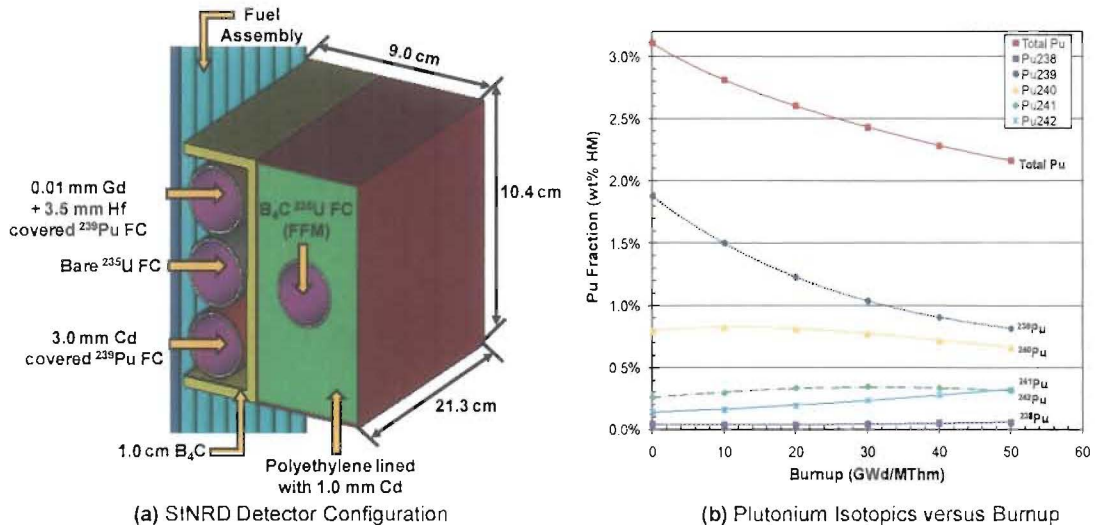 Fuel
Assembly
9.0 cm
10.4 cm
0.01 mm Gd
+ 3.5 mm Hf
covered ²³⁹Pu FC
B₄C ²³⁵U FC
(FFM)
Bare ²³⁵U FC
3.0 mm Cd
covered ²³⁹Pu FC
21.3 cm
1.0 cm B₄C
Polyethylene lined
with 1.0 mm Cd
(a) SINRD Detector Configuration
Pu Fraction (wt% HM)
3.0%
2.5%
2.0%
1.5%
1.0%
0.5%
0.0%
Total Pu
Pu238
Pu239
Pu240
Pu241
Pu242
Total Pu
²³⁹Pu
²⁴⁰Pu
²⁴¹Pu
²⁴²Pu
²³⁸Pu
0 10 20 30 40 50 60
Burnup (GWd/MThm)
(b) Plutonium Isotopics versus Burnup